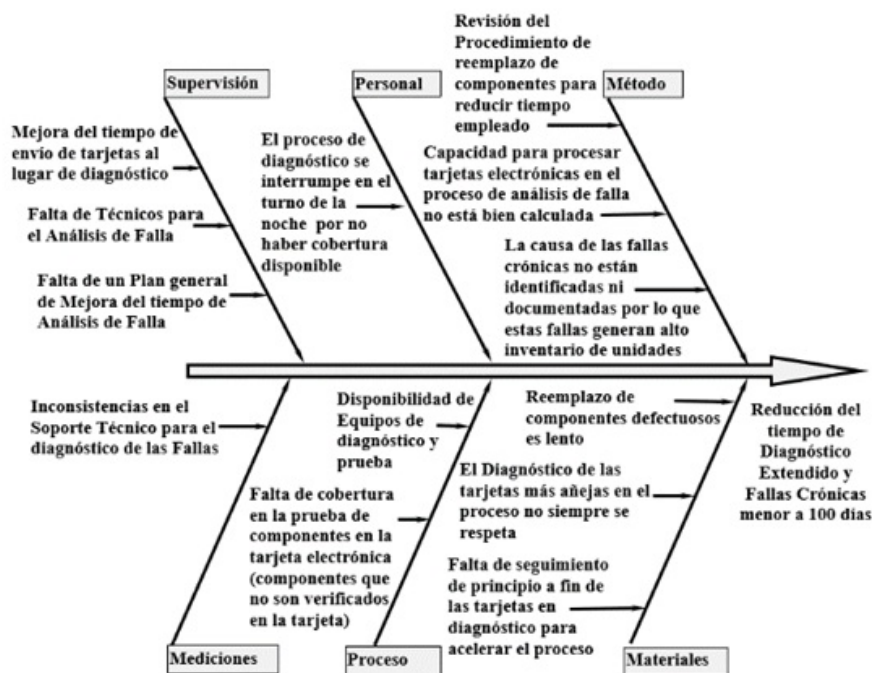 Supervisión
Mejora del tiempo de
envío de tarjetas al
lugar de diagnóstico
Falta de Técnicos para
el Análisis de Falla
Falta de un Plan general
de Mejora del tiempo de
Análisis de Falla
Personal
El proceso de
diagnóstico se
interrumpe en el
turno de la
noche por no
haber cobertura
disponible
Método
Revisión del
Procedimiento de
reemplazo de
componentes para
reducir tiempo
empleado
Capacidad para procesar
tarjetas electrónicas en el
proceso de análisis de falla
no está bien calculada
La causa de las fallas
crónicas no están
identificadas ni
documentadas por lo que
estas fallas generan alto
inventario de unidades
Inconsistencias en el
Soporte Técnico para el
diagnóstico de las Fallas
Mediciones
Disponibilidad de
Equipos de
diagnóstico y
prueba
Falta de cobertura
en la prueba de
componentes en la
tarjeta electrónica
(componentes que
no son verificados
en la tarjeta)
Proceso
Reemplazo de
componentes defectuosos
es lento
El Diagnóstico de las
tarjetas más añejas en el
proceso no siempre se
respeta
Falta de seguimiento
de principio a fin de
las tarjetas en
diagnóstico para
acelerar el proceso
Materiales
Reducción del
tiempo de
Diagnóstico
Extendido y
Fallas Crónicas
menor a 100 días